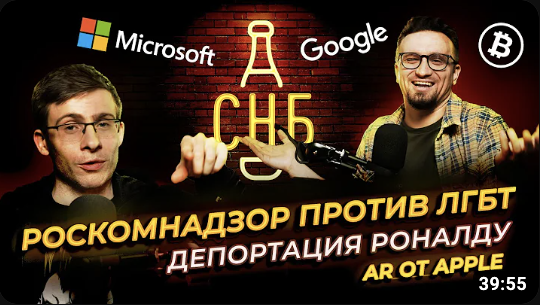 Microsoft
Google
СНБ
РОСКОМНАДЗОР ПРОТИВ ЛГБТ
ДЕПОРТАЦИЯ РОНАЛДУ
AR ОТ APPLE
39:55